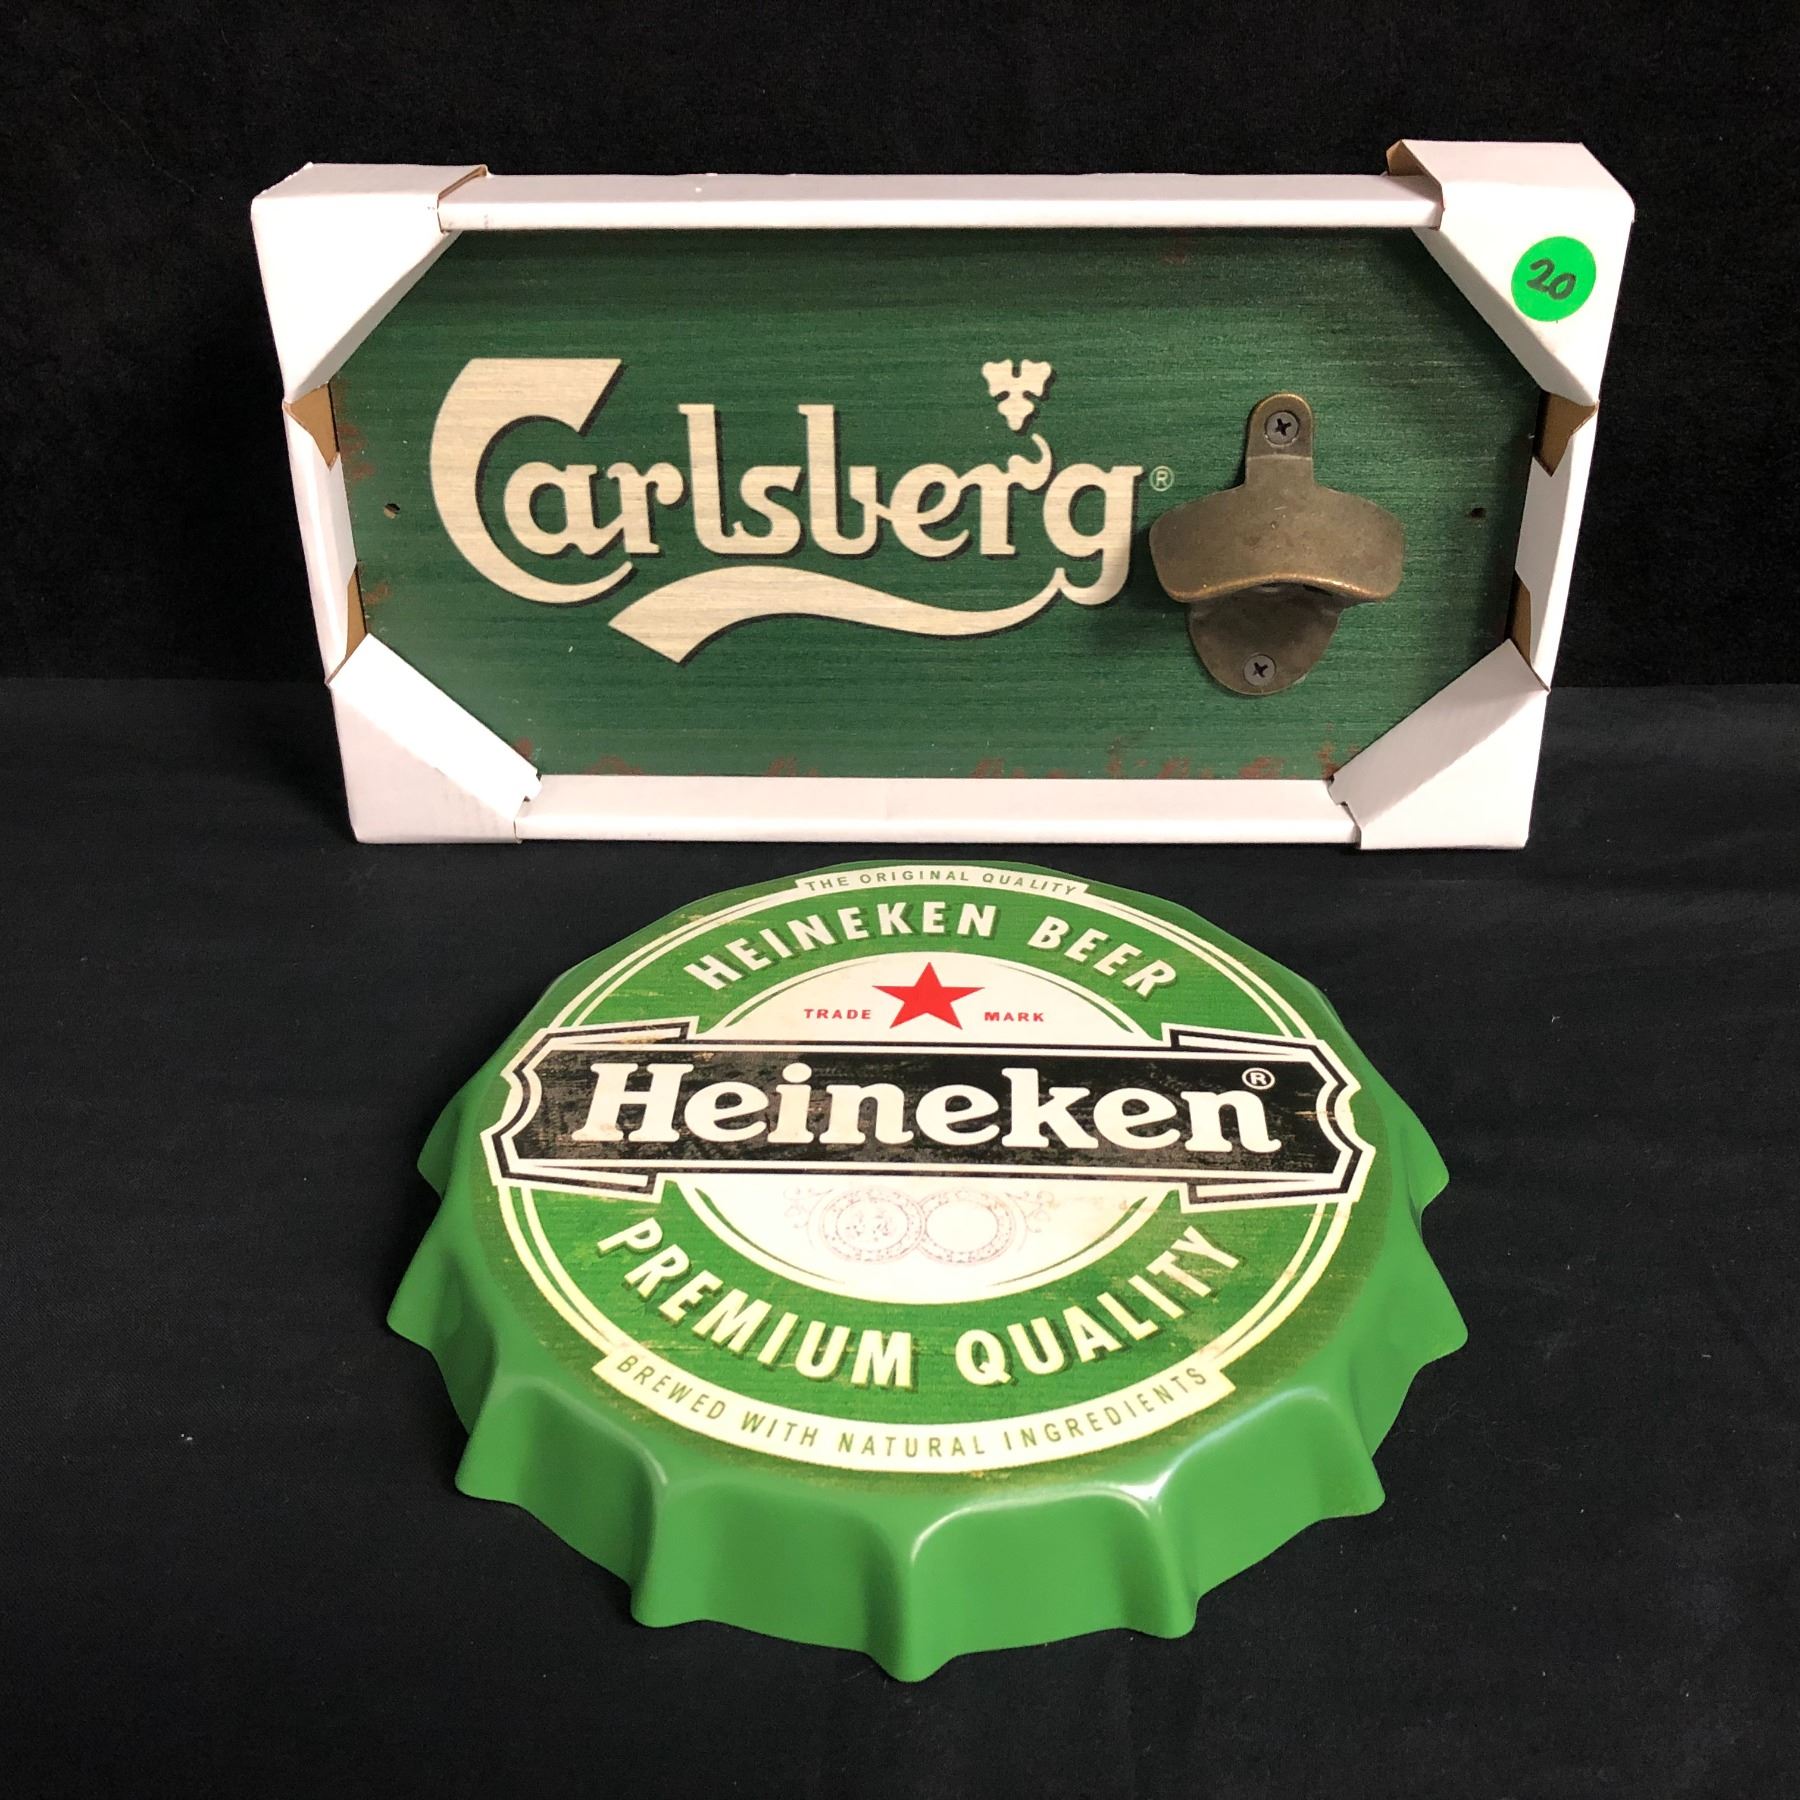 20
Carlsberg®
THE ORIGINAL QUALITY
HEINEKEN BEER
TRADE MARK
Heineken®
PREMIUM QUALITY
BREWED WITH NATURAL INGREDIENTS